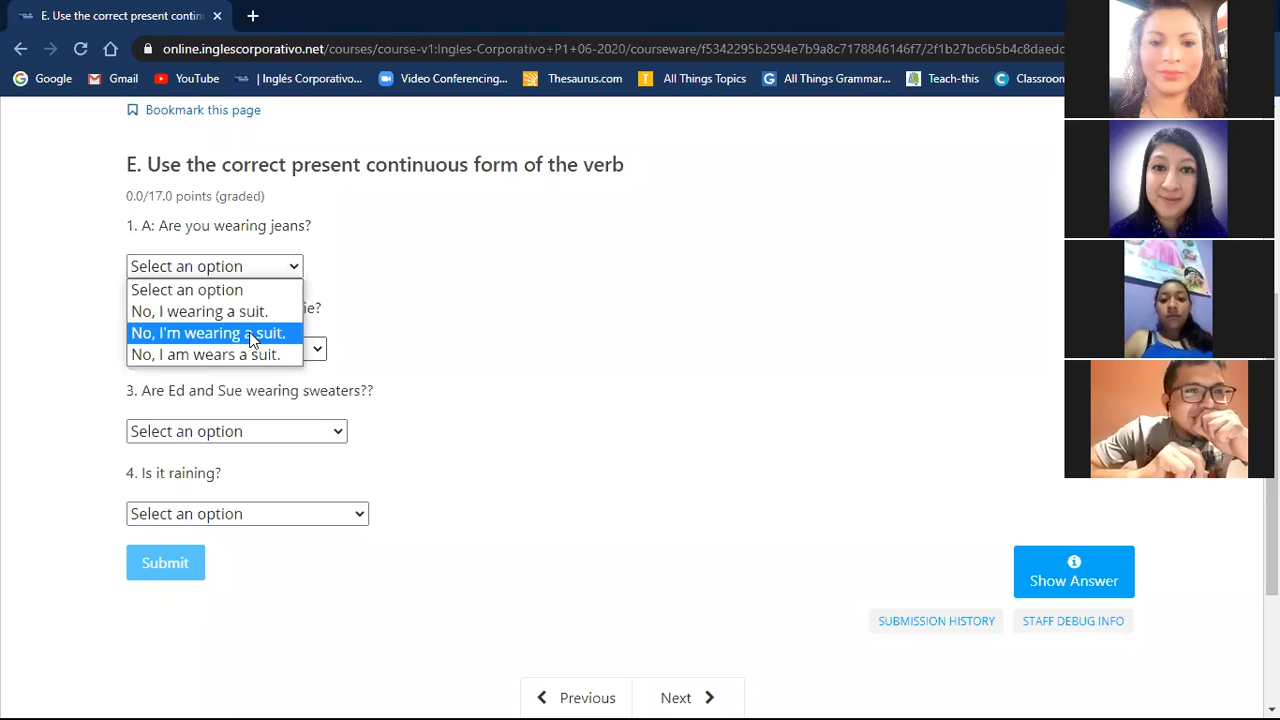 E. Use the correct present contin
online.inglescorporativo.net/courses/course-v1:Ingles-Corporativo+P1+06-2020/courseware/f5342295b2594e7b9a8c7178846146f7/2f1b27bc6b5b4c8daedc
Google Gmail YouTube | Inglés Corporativo... Video Conferencing... Thesaurus.com All Things Topics All Things Grammar... Teach-this Classroom
Bookmark this page
E. Use the correct present continuous form of the verb
0.0/17.0 points (graded)
1. A: Are you wearing jeans?
Select an option
Select an option
No, I wearing a suit.
ie?
No, I'm wearing a suit.
No, I am wears a suit.
3. Are Ed and Sue wearing sweaters??
Select an option
4. Is it raining?
Select an option
Submit
Show Answer
SUBMISSION HISTORY STAFF DEBUG INFO
Previous Next